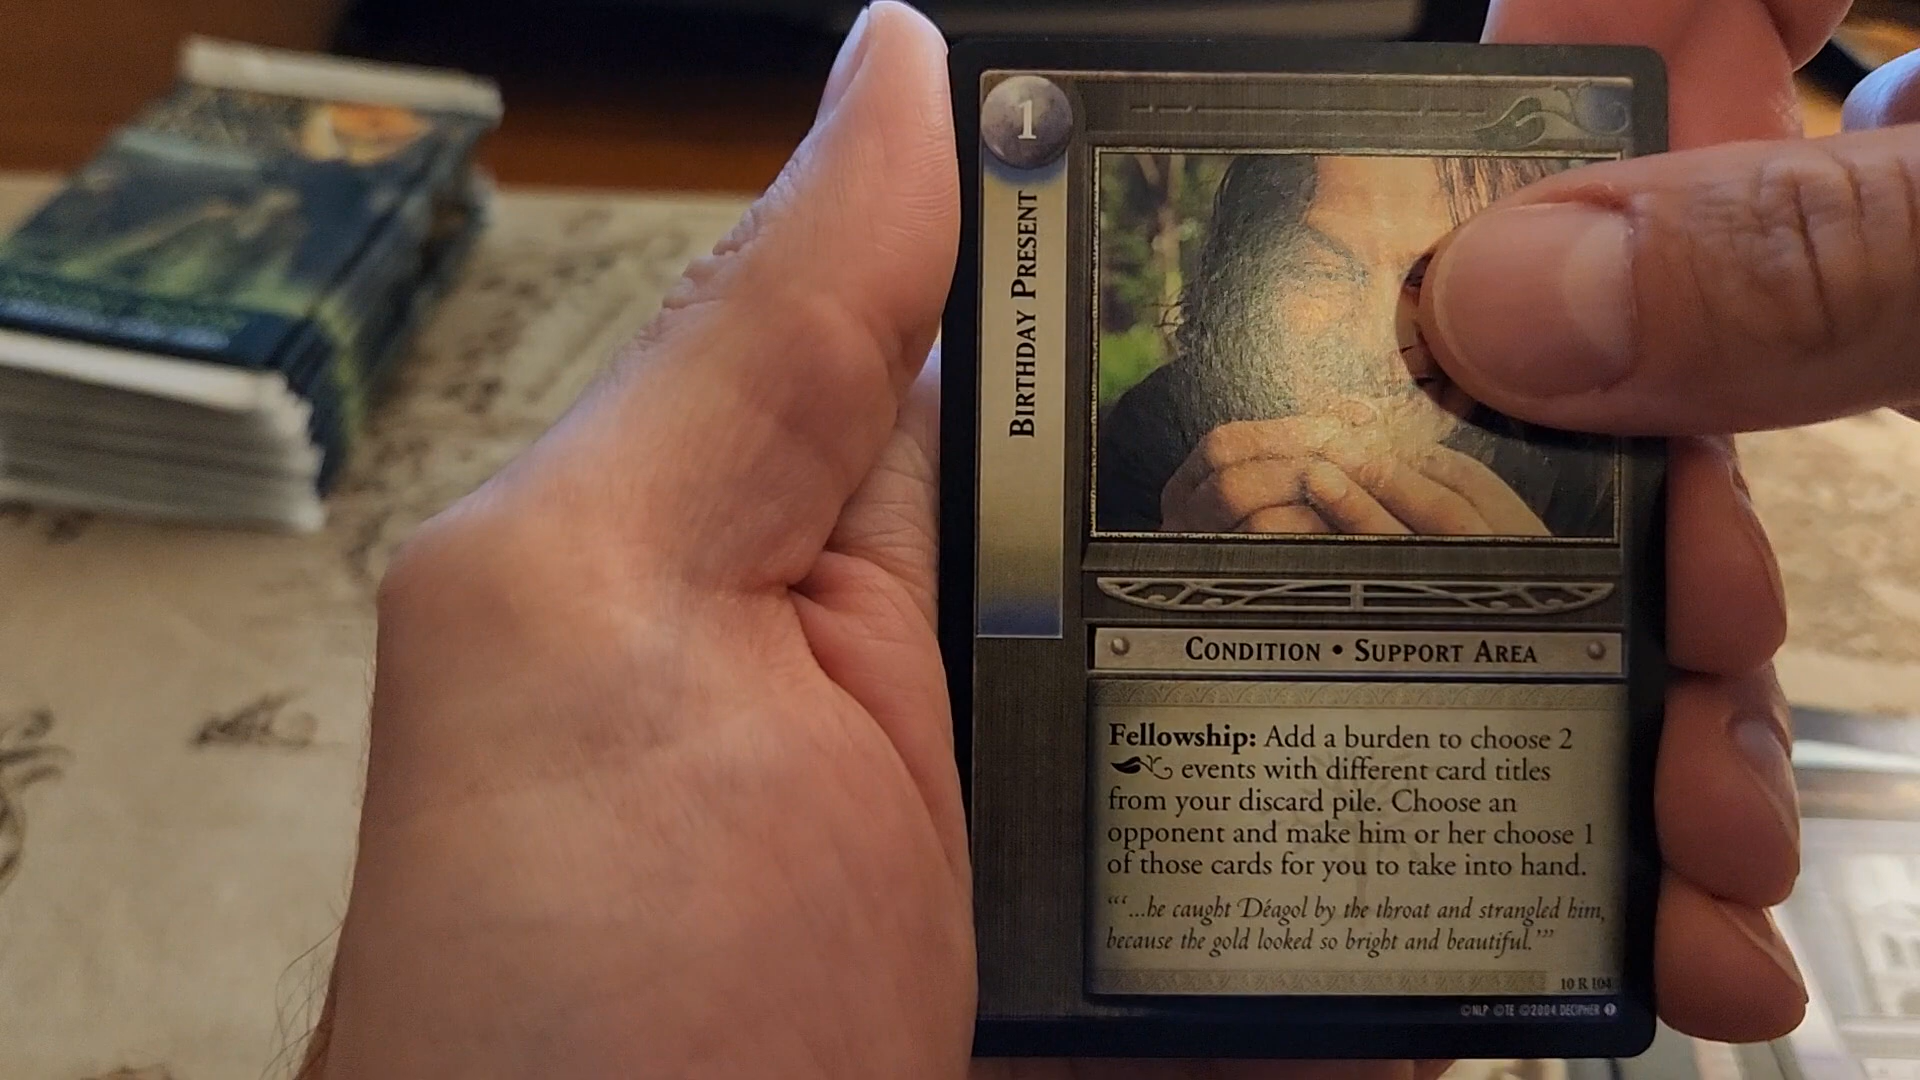 1
BIRTHDAY PRESENT
CONDITION • SUPPORT AREA
Fellowship: Add a burden to choose 2
events with different card titles
from your discard pile. Choose an
opponent and make him or her choose 1
of those cards for you to take into hand.
“‘...he caught Déagol by the throat and strangled him,
because the gold looked so bright and beautiful.’”
10 R 104
©NLP ©TE ©2004 DECIPHER